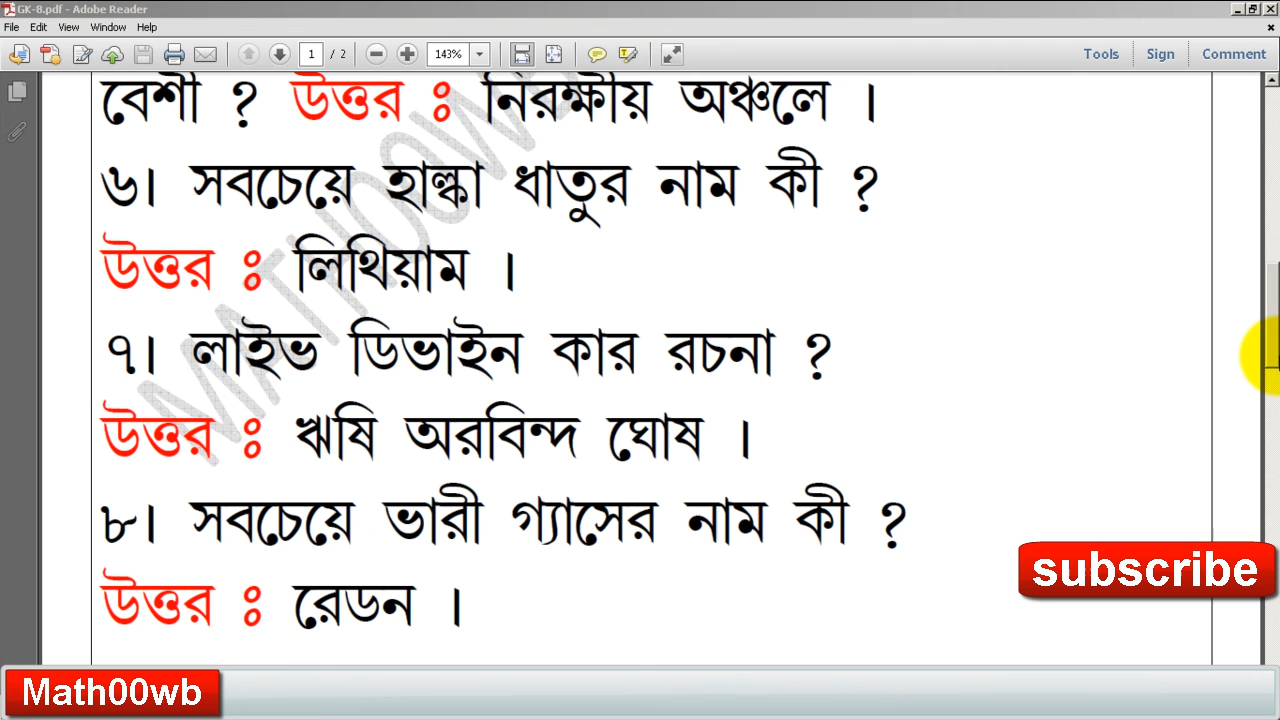 GK-8.pdf - Adobe Reader
File Edit View Window Help
1 / 2 143% Tools Sign Comment
বেশী ? উত্তর ঃ নিরক্ষীয় অঞ্চলে ।
৬। সবচেয়ে হাল্কা ধাতুর নাম কী ?
উত্তর ঃ লিথিয়াম ।
৭। লাইভ ডিভাইন কার রচনা ?
উত্তর ঃ ঋষি অরবিন্দ ঘোষ ।
৮। সবচেয়ে ভারী গ্যাসের নাম কী ?
উত্তর ঃ রেডন ।
subscribe
Math00wb